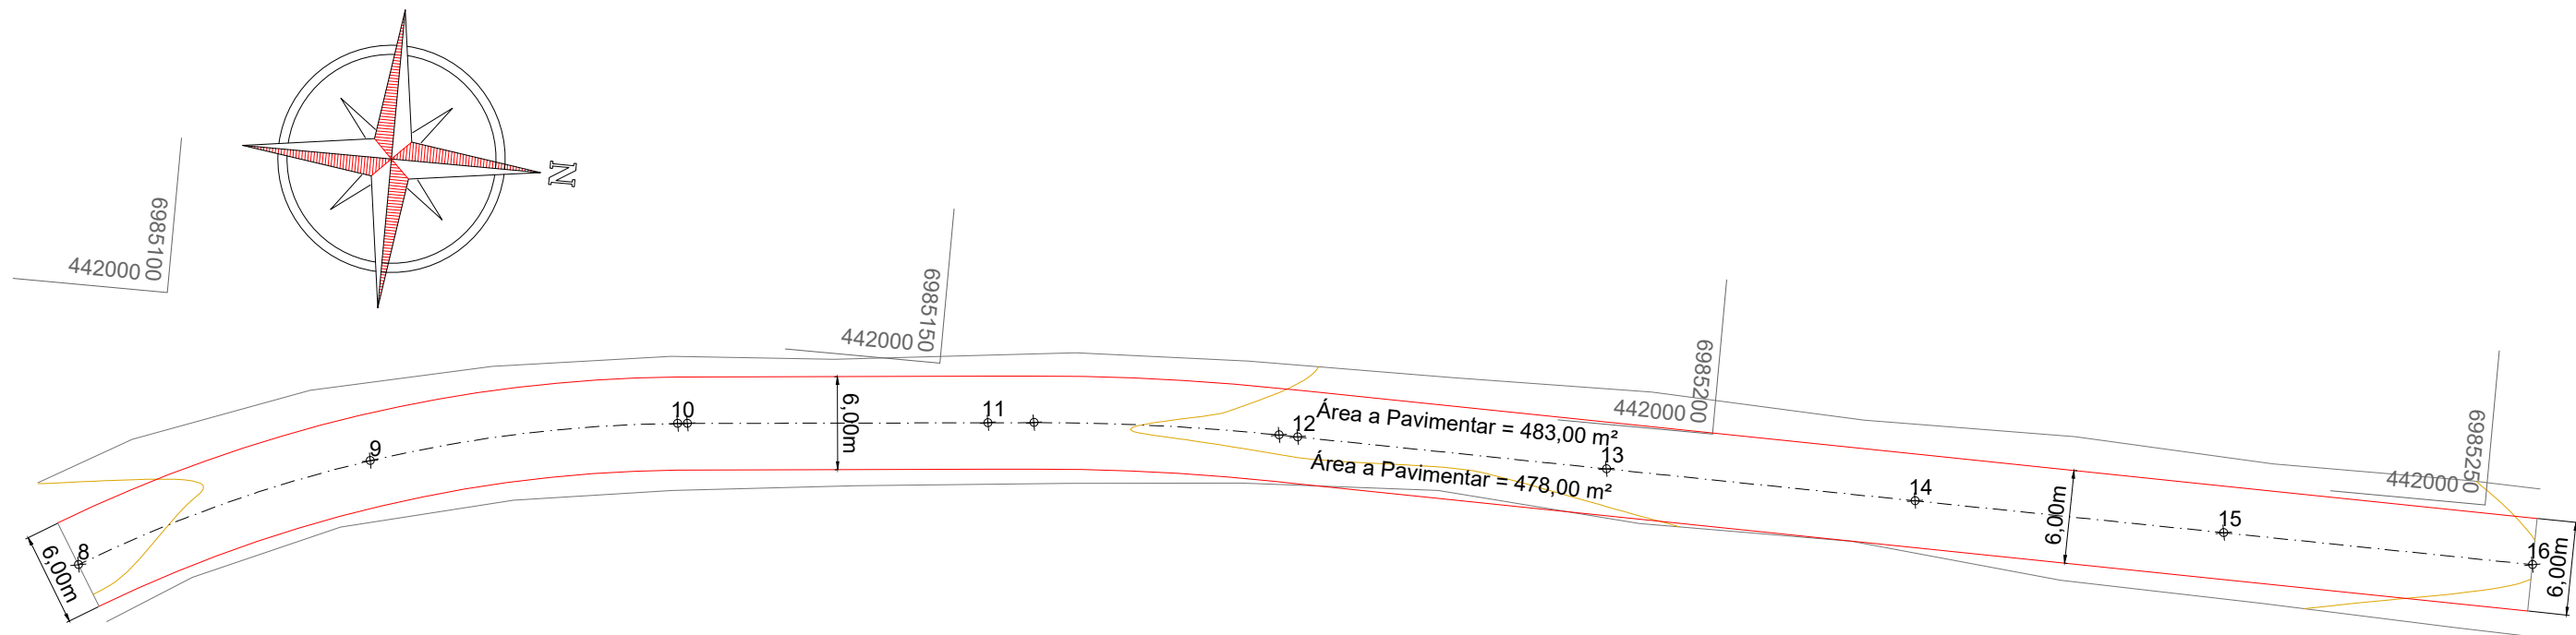 N
6985100
442000
6985150
442000
6985200
442000
6985250
442000
8
9
10
11
12
13
14
15
16
6,00m
6,00m
6,00m
6,00m
Área a Pavimentar = 483,00 m²
Área a Pavimentar = 478,00 m²